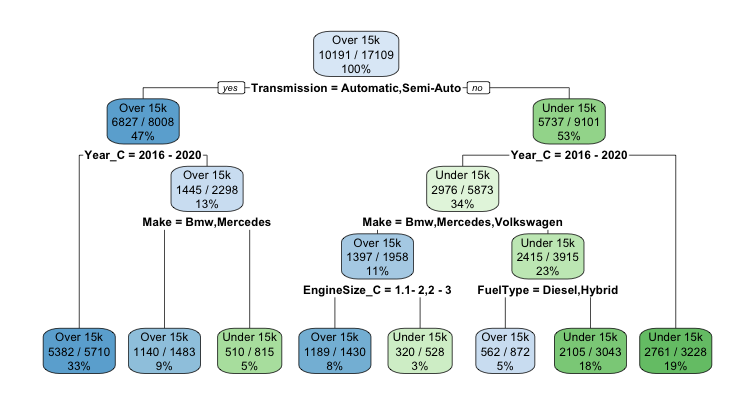 Over 15k
10191 / 17109
100%
yes
Transmission = Automatic,Semi-Auto
no
Over 15k
6827 / 8008
47%
Under 15k
5737 / 9101
53%
Year_C = 2016 - 2020
Year_C = 2016 - 2020
Over 15k
1445 / 2298
13%
Under 15k
2976 / 5873
34%
Make = Bmw,Mercedes
Make = Bmw,Mercedes,Volkswagen
Over 15k
1397 / 1958
11%
Under 15k
2415 / 3915
23%
EngineSize_C = 1.1- 2,2 - 3
FuelType = Diesel,Hybrid
Over 15k
5382 / 5710
33%
Over 15k
1140 / 1483
9%
Under 15k
510 / 815
5%
Over 15k
1189 / 1430
8%
Under 15k
320 / 528
3%
Over 15k
562 / 872
5%
Under 15k
2105 / 3043
18%
Under 15k
2761 / 3228
19%